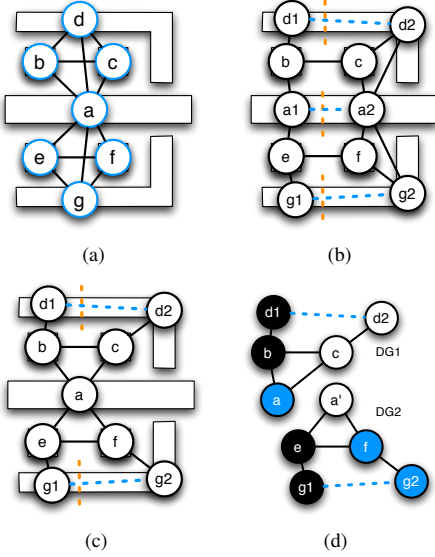 d
b c
a
e f
g
(a)
d1 d2
b c
a1 a2
e f
g1 g2
(b)
d1 d2
b c
a
e f
g1 g2
(c)
d1 d2
b c DG1
a
a' DG2
e f
g1 g2
(d)